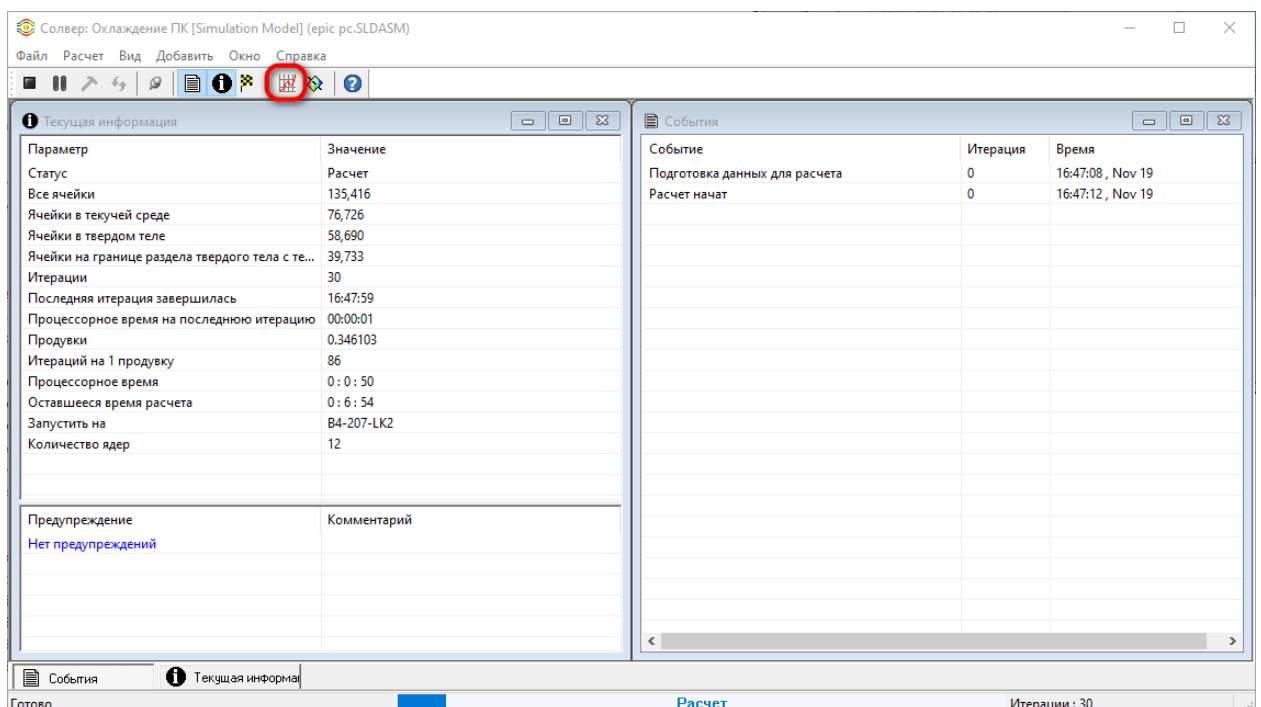 Солвер: Охлаждение ПК [Simulation Model] (epic pc.SLDASM)
Файл Расчет Вид Добавить Окно Справка
Текущая информация
Параметр Значение
Статус Расчет
Все ячейки 135,416
Ячейки в текучей среде 76,726
Ячейки в твердом теле 58,690
Ячейки на границе раздела твердого тела с те... 39,733
Итерации 30
Последняя итерация завершилась 16:47:59
Процессорное время на последнюю итерацию 00:00:01
Продувки 0.346103
Итераций на 1 продувку 86
Процессорное время 0 : 0 : 50
Оставшееся время расчета 0 : 6 : 54
Запустить на B4-207-LK2
Количество ядер 12
Предупреждение Комментарий
Нет предупреждений
События
Событие Итерация Время
Подготовка данных для расчета 0 16:47:08 , Nov 19
Расчет начат 0 16:47:12 , Nov 19
События Текущая информац
Готово Расчет Итерации : 30